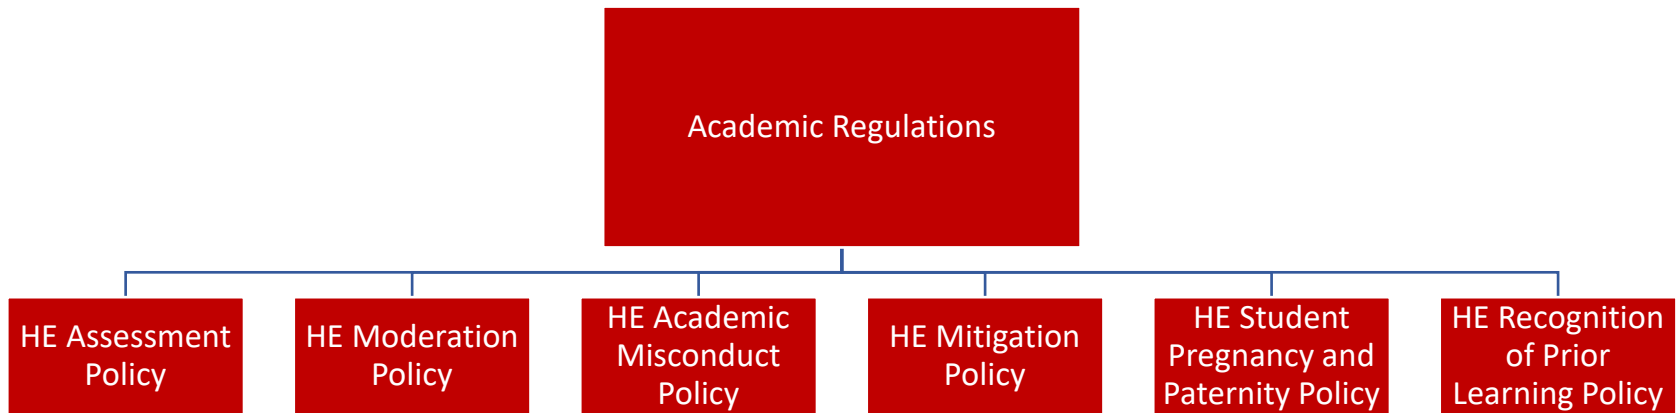 Academic Regulations
HE Assessment
Policy
HE Moderation
Policy
HE Academic
Misconduct
Policy
HE Mitigation
Policy
HE Student
Pregnancy and
Paternity Policy
HE Recognition
of Prior
Learning Policy